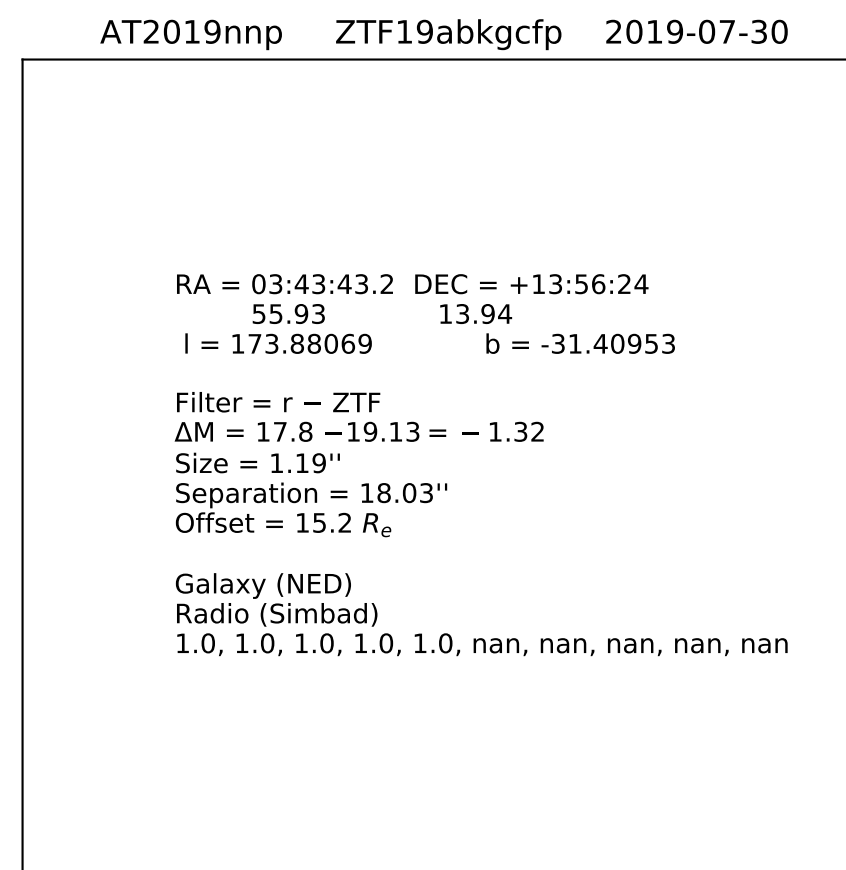 AT2019nnp ZTF19abkgcfp 2019-07-30
RA = 03:43:43.2 DEC = +13:56:24
55.93 13.94
l = 173.88069 b = -31.40953
Filter = r − ZTF
ΔM = 17.8 −19.13 = − 1.32
Size = 1.19''
Separation = 18.03''
Offset = 15.2 Rₑ
Galaxy (NED)
Radio (Simbad)
1.0, 1.0, 1.0, 1.0, 1.0, nan, nan, nan, nan, nan